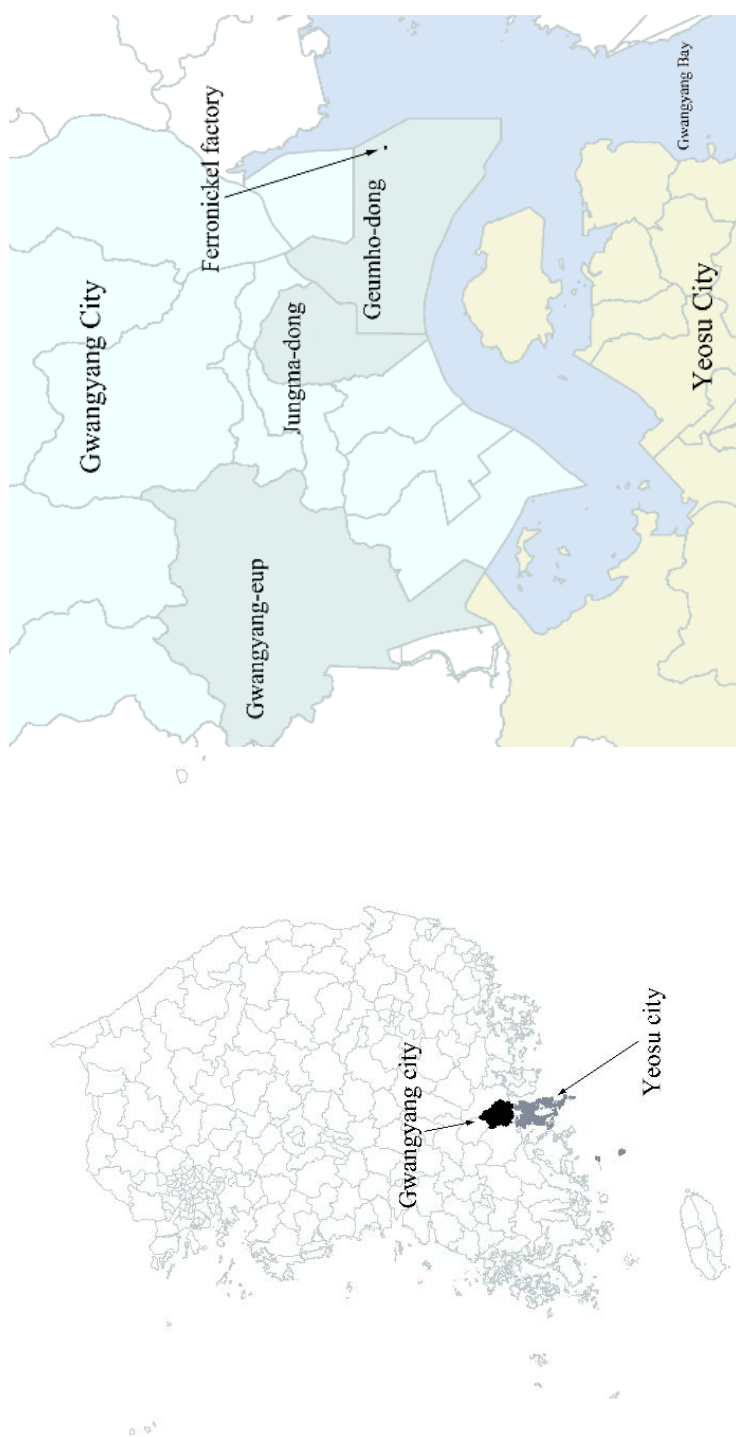 Gwangyang city
Yeosu city
Gwangyang City
Ferronickel factory
Jungma-dong
Geumho-dong
Gwangyang-eup
Yeosu City
Gwangyang Bay